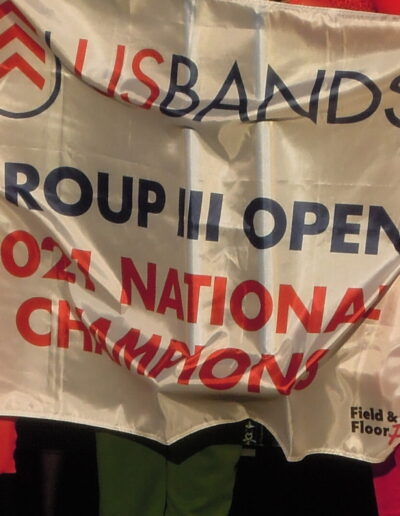 USBANDS
ROUP III OPEN
021 NATIONAL
CHAMPIONS
Field &
Floor